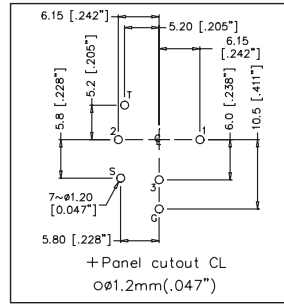 6.15 [.242"]
5.20 [.205"]
6.15
[.242"]
5.2 [.205"]
5.8 [.228"]
T
2
℄
1
6.0 [.238"]
10.5 [.411"]
S
3
G
7~ø1.20
[0.047"]
5.80 [.228"]
+Panel cutout CL
oø1.2mm(.047")